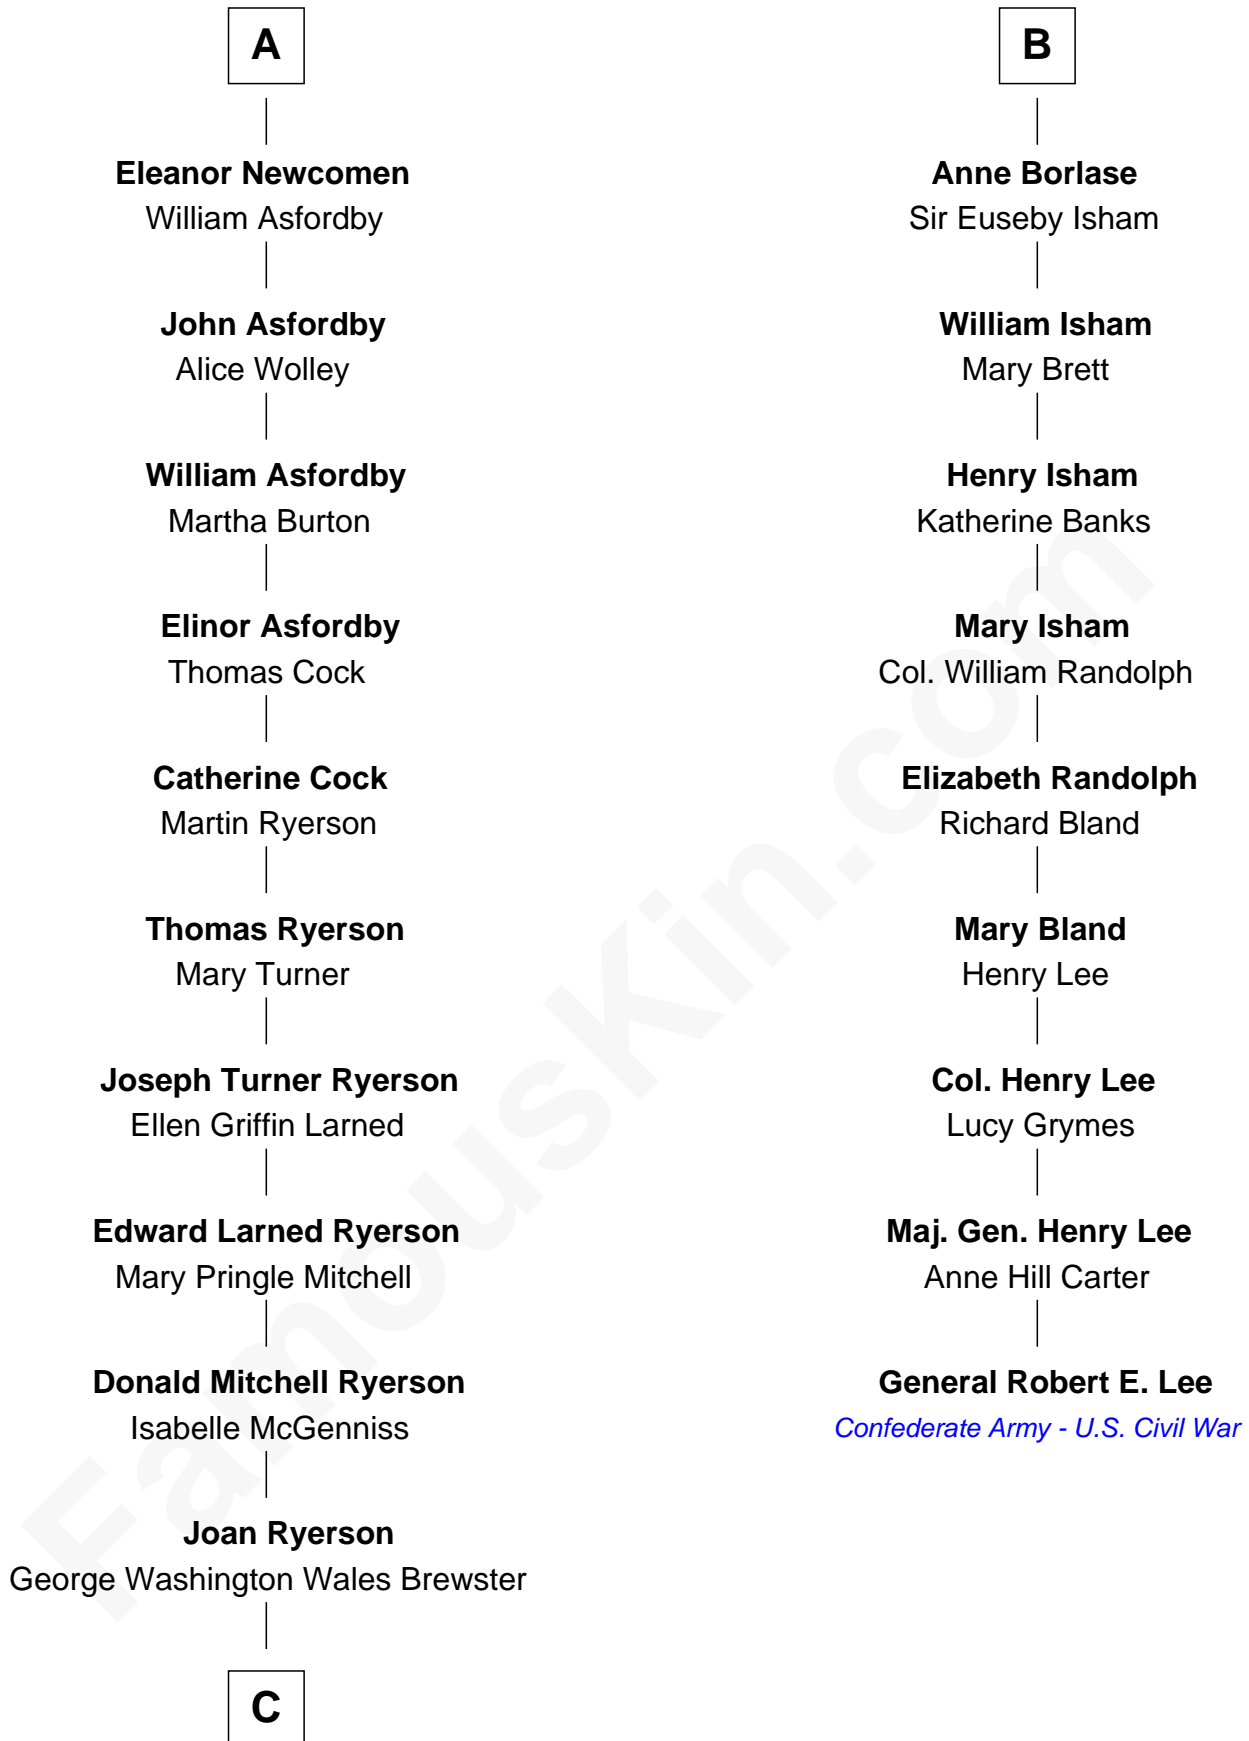 A
Eleanor Newcomen
William Asfordby
John Asfordby
Alice Wolley
William Asfordby
Martha Burton
Elinor Asfordby
Thomas Cock
Catherine Cock
Martin Ryerson
Thomas Ryerson
Mary Turner
Joseph Turner Ryerson
Ellen Griffin Larned
Edward Larned Ryerson
Mary Pringle Mitchell
Donald Mitchell Ryerson
Isabelle McGenniss
Joan Ryerson
George Washington Wales Brewster
C
B
Anne Borlase
Sir Euseby Isham
William Isham
Mary Brett
Henry Isham
Katherine Banks
Mary Isham
Col. William Randolph
Elizabeth Randolph
Richard Bland
Mary Bland
Henry Lee
Col. Henry Lee
Lucy Grymes
Maj. Gen. Henry Lee
Anne Hill Carter
General Robert E. Lee
Confederate Army - U.S. Civil War
FamousKin.com